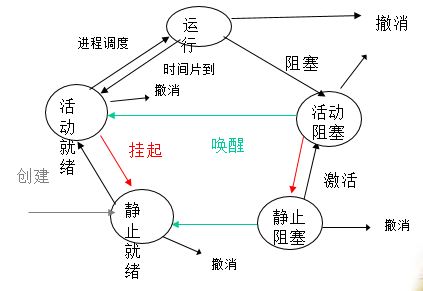 运
行
撤消
进程调度
时间片到
阻塞
撤消
活
动
就
绪
活动
阻塞
唤醒
挂起
创建
激活
静
止
就
绪
静止
阻塞
撤消
撤消